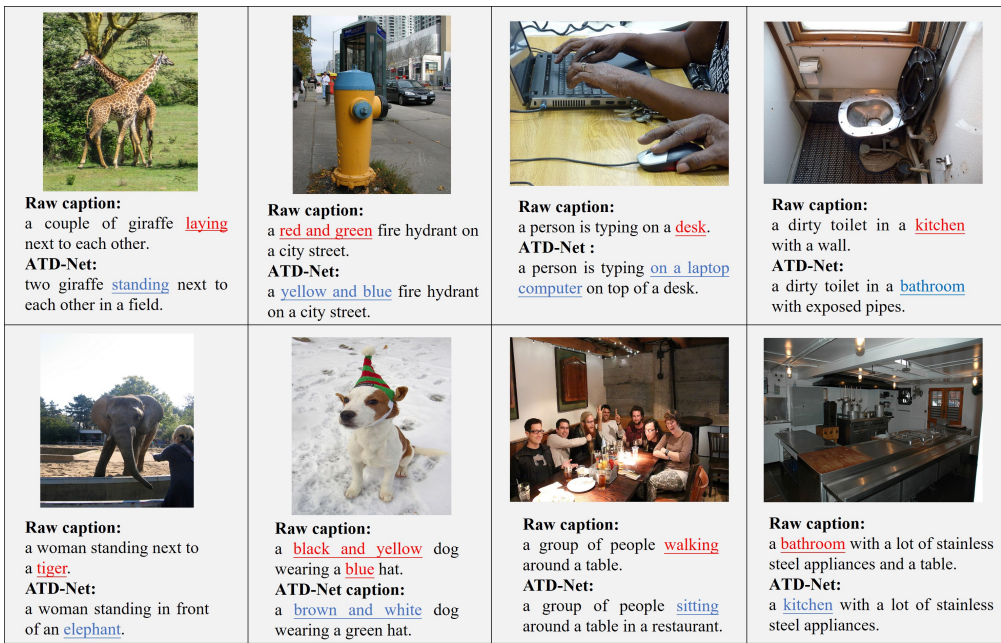 Raw caption:
a couple of giraffe laying
next to each other.
ATD-Net:
two giraffe standing next to
each other in a field.
Raw caption:
a red and green fire hydrant on
a city street.
ATD-Net:
a yellow and blue fire hydrant
on a city street.
Raw caption:
a person is typing on a desk.
ATD-Net :
a person is typing on a laptop
computer on top of a desk.
Raw caption:
a dirty toilet in a kitchen
with a wall.
ATD-Net:
a dirty toilet in a bathroom
with exposed pipes.
Raw caption:
a woman standing next to
a tiger.
ATD-Net:
a woman standing in front
of an elephant.
Raw caption:
a black and yellow dog
wearing a blue hat.
ATD-Net caption:
a brown and white dog
wearing a green hat.
Raw caption:
a group of people walking
around a table.
ATD-Net:
a group of people sitting
around a table in a restaurant.
Raw caption:
a bathroom with a lot of stainless
steel appliances and a table.
ATD-Net:
a kitchen with a lot of stainless
steel appliances.